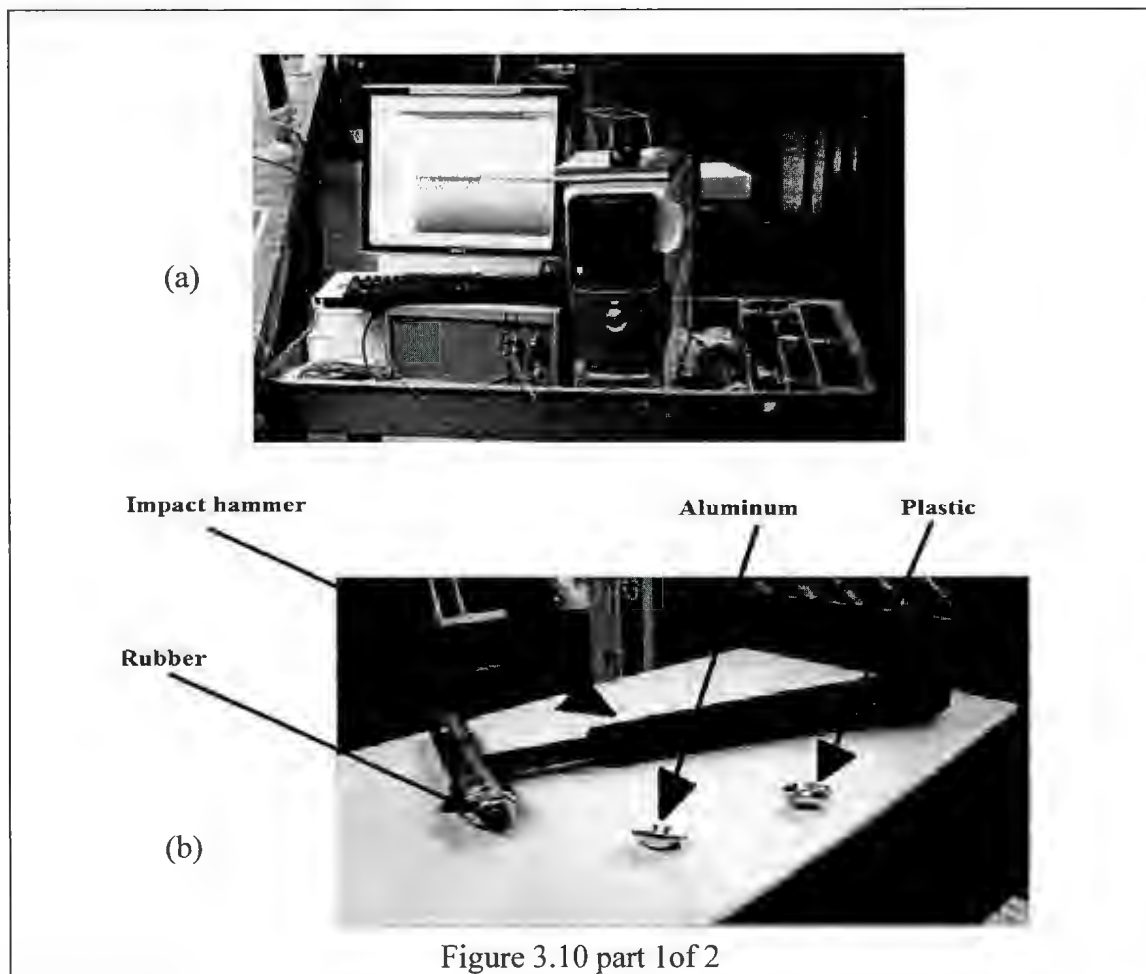 (a)
Impact hammer
Aluminum
Plastic
Rubber
(b)
Figure 3.10 part 1of 2